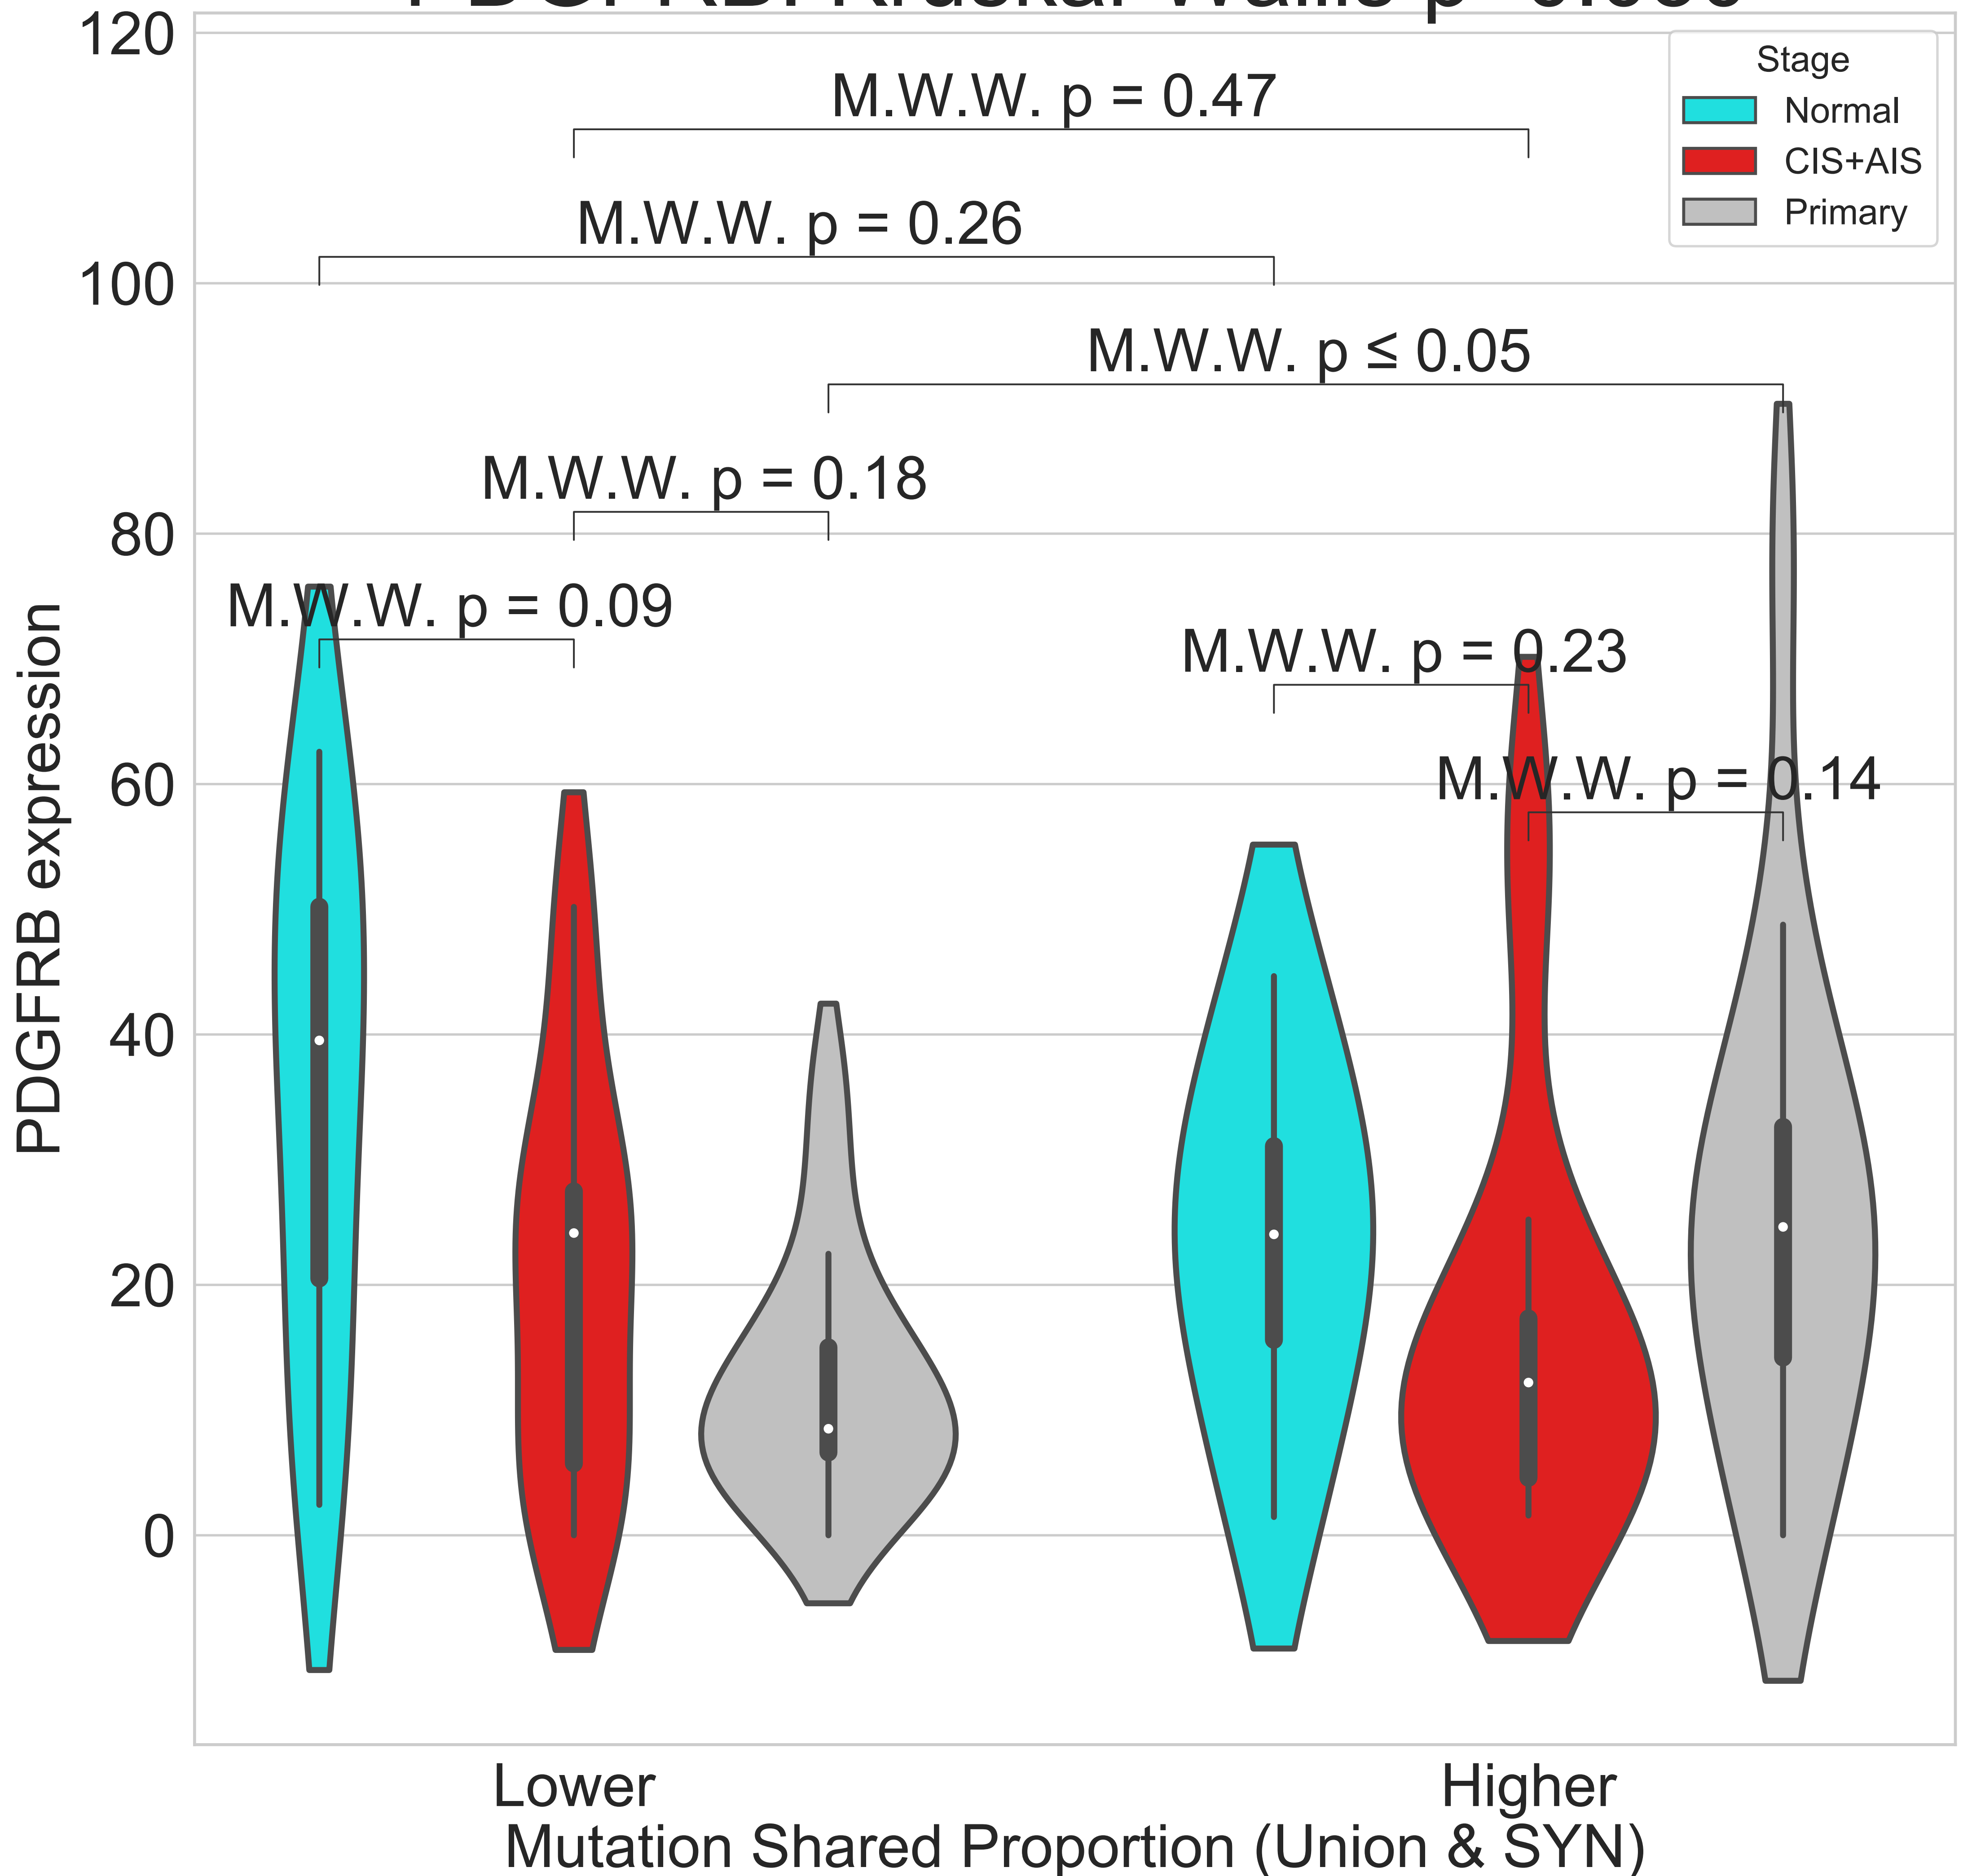 120
Stage
Normal
CIS+AIS
Primary
M.W.W. p = 0.47
M.W.W. p = 0.26
100
M.W.W. p ≤ 0.05
M.W.W. p = 0.18
80
M.W.W. p = 0.09
M.W.W. p = 0.23
60
M.W.W. p = 0.14
PDGFRB expression
40
20
0
Lower
Higher
Mutation Shared Proportion (Union & SYN)